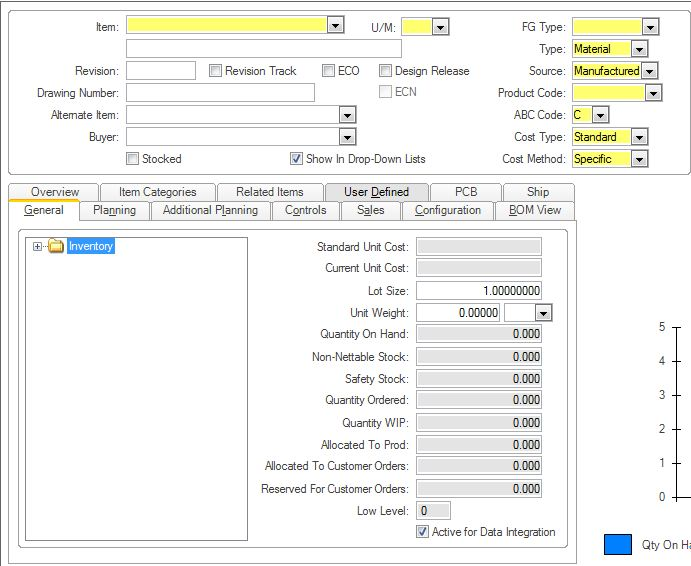 Item: U/M: FG Type:
Type: Material
Revision: Revision Track ECO Design Release Source: Manufactured
Drawing Number: ECN Product Code:
Alternate Item: ABC Code: C
Buyer: Cost Type: Standard
Stocked Show In Drop-Down Lists Cost Method: Specific
Overview Item Categories Related Items User Defined PCB Ship
General Planning Additional Planning Controls Sales Configuration BOM View
Inventory
Standard Unit Cost:
Current Unit Cost:
Lot Size: 1.00000000
Unit Weight: 0.00000
Quantity On Hand: 0.000
Non-Nettable Stock: 0.000
Safety Stock: 0.000
Quantity Ordered: 0.000
Quantity WIP: 0.000
Allocated To Prod: 0.000
Allocated To Customer Orders: 0.000
Reserved For Customer Orders: 0.000
Low Level: 0
Active for Data Integration
5
4
3
2
1
0
Qty On